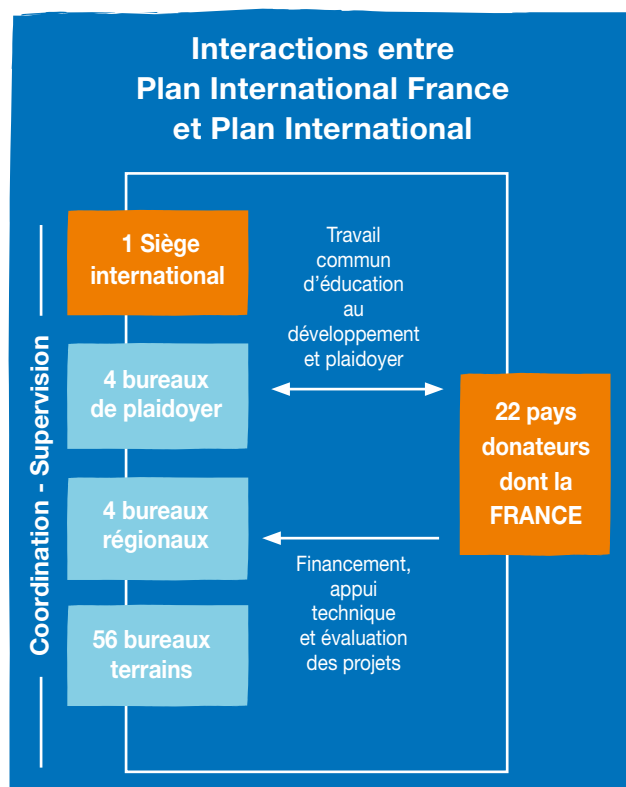 Interactions entre
Plan International France
et Plan International
Coordination - Supervision
1 Siège
international
4 bureaux
de plaidoyer
4 bureaux
régionaux
56 bureaux
terrains
Travail
commun
d'éducation
au
développement
et plaidoyer
Financement,
appui
technique
et évaluation
des projets
22 pays
donateurs
dont la
FRANCE